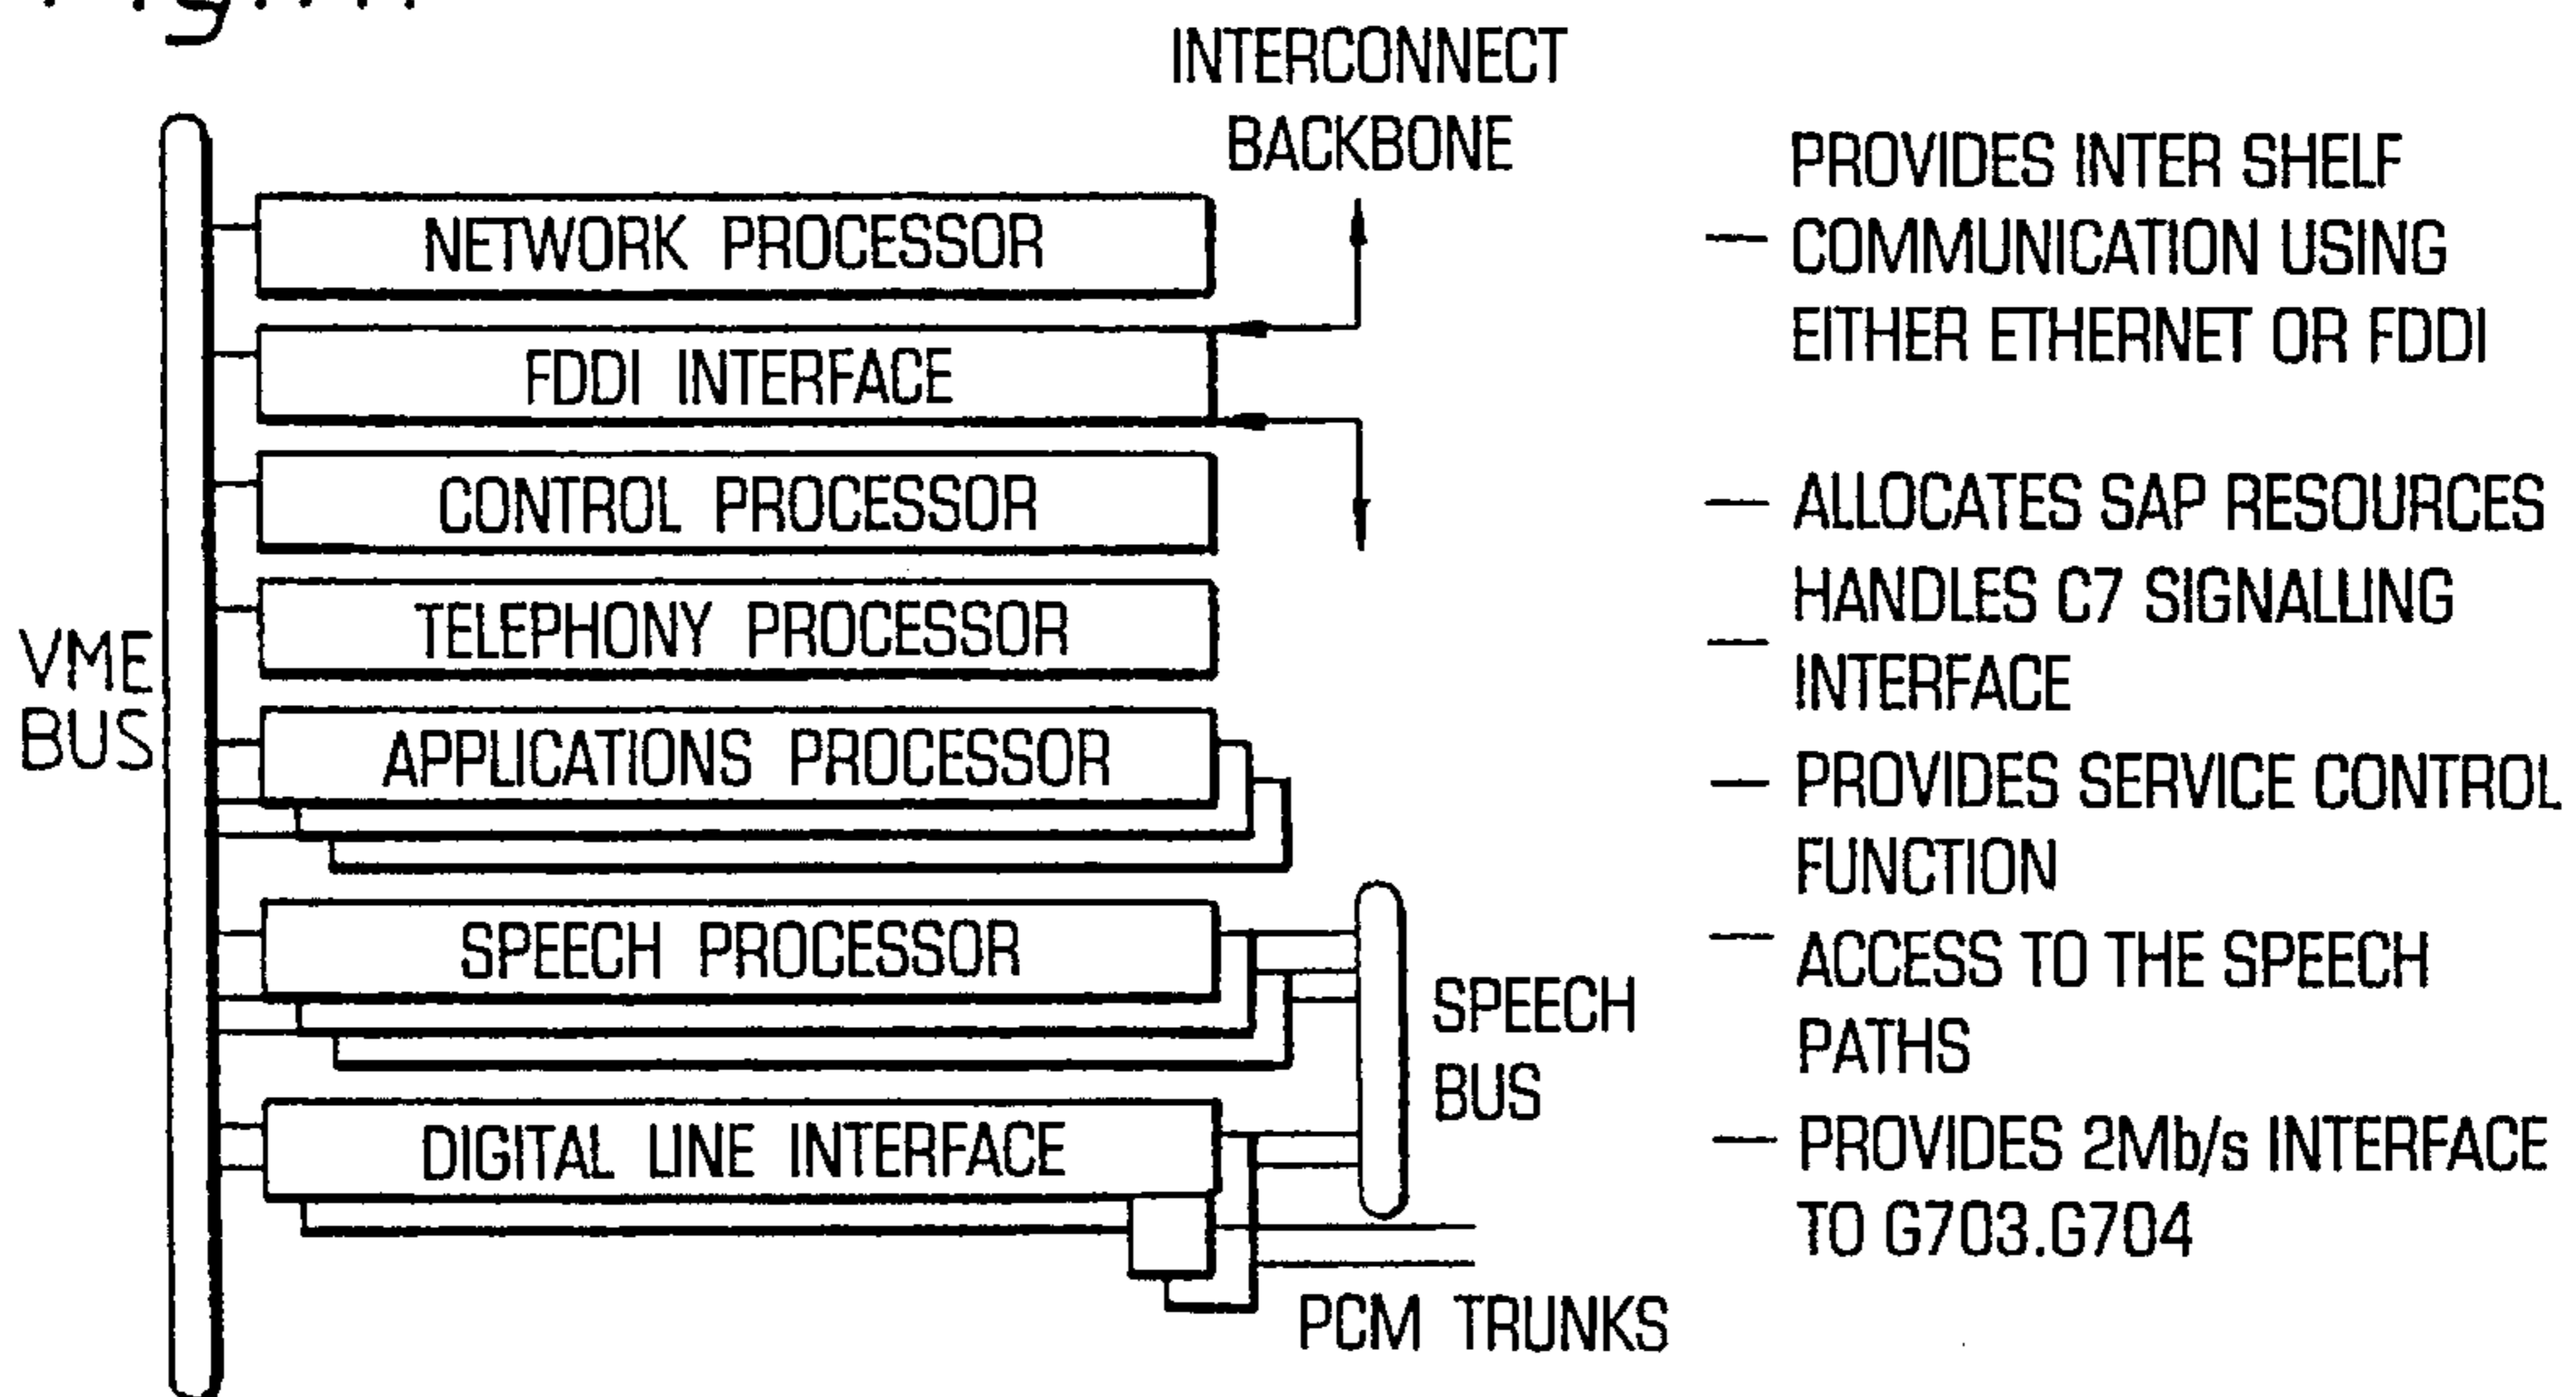 INTERCONNECT
BACKBONE
NETWORK PROCESSOR
FDDI INTERFACE
CONTROL PROCESSOR
TELEPHONY PROCESSOR
APPLICATIONS PROCESSOR
SPEECH PROCESSOR
DIGITAL LINE INTERFACE
VME
BUS
SPEECH
BUS
PCM TRUNKS
PROVIDES INTER SHELF
— COMMUNICATION USING
EITHER ETHERNET OR FDDI
— ALLOCATES SAP RESOURCES
HANDLES C7 SIGNALLING
— INTERFACE
— PROVIDES SERVICE CONTROL
FUNCTION
— ACCESS TO THE SPEECH
PATHS
— PROVIDES 2Mb/s INTERFACE
TO G703.G704